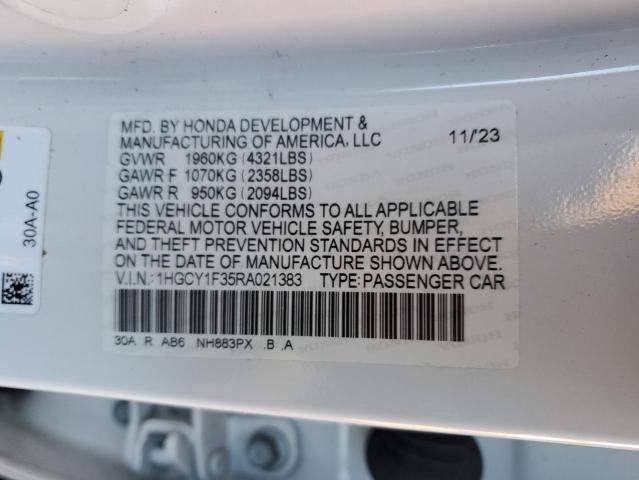 MFD. BY HONDA DEVELOPMENT &
MANUFACTURING OF AMERICA, LLC 11/23
GVWR 1960KG (4321LBS)
GAWR F 1070KG (2358LBS)
GAWR R 950KG (2094LBS)
THIS VEHICLE CONFORMS TO ALL APPLICABLE
FEDERAL MOTOR VEHICLE SAFETY, BUMPER,
AND THEFT PREVENTION STANDARDS IN EFFECT
ON THE DATE OF MANUFACTURE SHOWN ABOVE.
V.I.N.: 1HGCY1F35RA021383 TYPE: PASSENGER CAR
30A R AB6 NH883PX .B .A
30A-A0